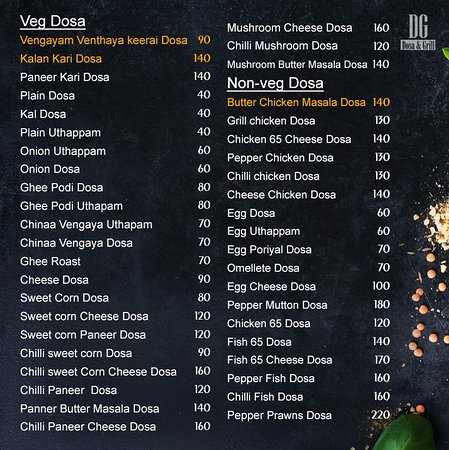 Veg Dosa
Vengayam Venthaya keerai Dosa 90
Kalan Kari Dosa 140
Paneer Kari Dosa 140
Plain Dosa 40
Kal Dosa 40
Plain Uthappam 40
Onion Uthappam 60
Onion Dosa 60
Ghee Podi Dosa 80
Ghee Podi Uthapam 80
Chinaa Vengaya Uthapam 70
Chinaa Vengaya Dosa 70
Ghee Roast 70
Cheese Dosa 90
Sweet Corn Dosa 80
Sweet corn Cheese Dosa 120
Sweet corn Paneer Dosa 120
Chilli sweet corn Dosa 90
Chilli sweet Corn Cheese Dosa 160
Chilli Paneer Dosa 120
Panner Butter Masala Dosa 140
Chilli Paneer Cheese Dosa 160
Mushroom Cheese Dosa 160
Chilli Mushroom Dosa 120
Mushroom Butter Masala Dosa 140
Non-veg Dosa
Butter Chicken Masala Dosa 140
Grill chicken Dosa 130
Chicken 65 Cheese Dosa 140
Pepper Chicken Dosa 130
Chilli chicken Dosa 130
Cheese Chicken Dosa 140
Egg Dosa 60
Egg Uthappam 60
Egg Poriyal Dosa 70
Omellete Dosa 70
Egg Cheese Dosa 100
Pepper Mutton Dosa 180
Chicken 65 Dosa 120
Fish 65 Dosa 140
Fish 65 Cheese Dosa 170
Pepper Fish Dosa 160
Chilli Fish Dosa 160
Pepper Prawns Dosa 220
DG
Dosa & Grill